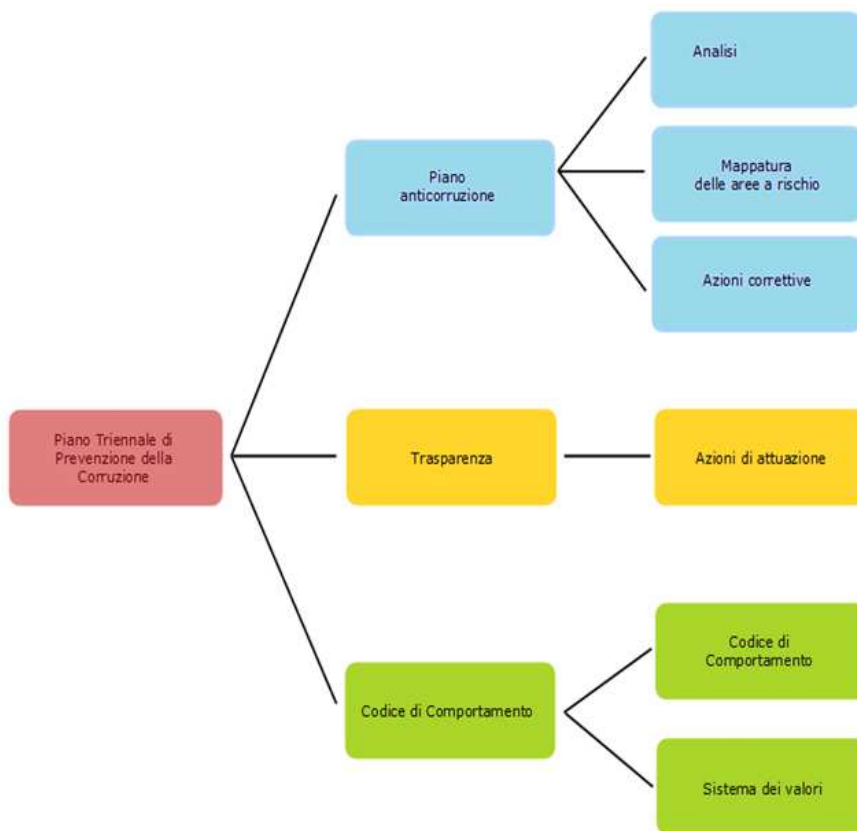 Analisi
Piano
anticorruzione
Mappatura
delle aree a rischio
Azioni correttive
Piano Triennale di
Prevenzione della
Corruzione
Trasparenza
Azioni di attuazione
Codice di Comportamento
Codice di
Comportamento
Sistema dei valori